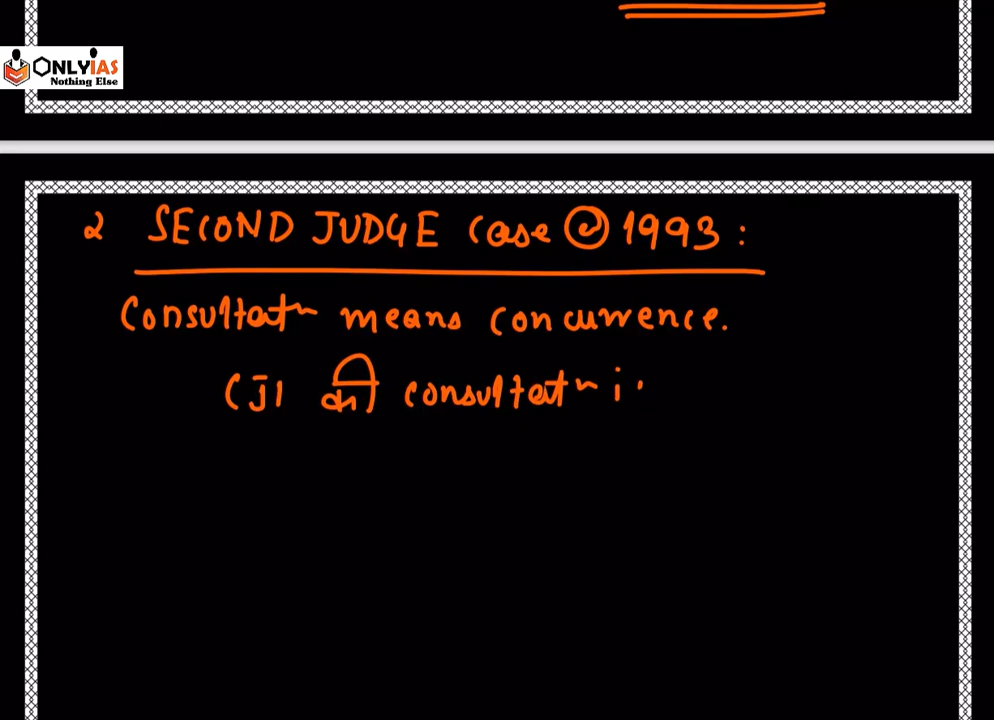 ONLYIAS
Nothing Else
2 SECOND JUDGE Case @ 1993 :
Consultatn means concurrence.
CJI की consultatn i